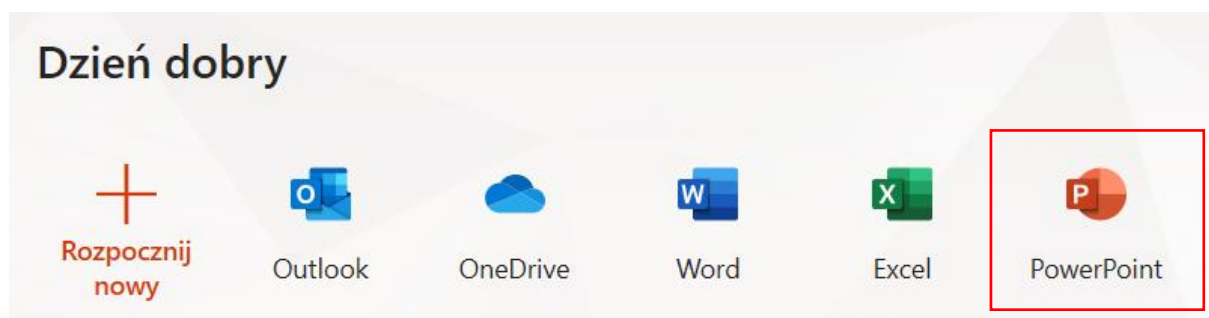 Dzień dobry
Rozpocznij
nowy
O
Outlook
OneDrive
W
Word
X
Excel
P
PowerPoint